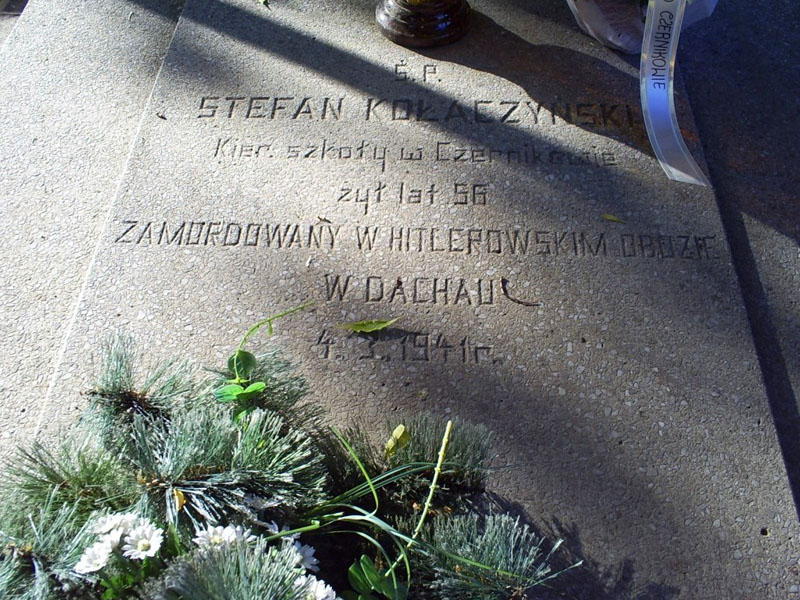 O CZERNIKOWIE
Ś.P.
STEFAN KOŁACZYŃSKI
Kier. szkoły w Czernikowie
żył lat 56
ZAMORDOWANY W HITLEROWSKIM OBOZIE
W DACHAU
4.3.1941r.